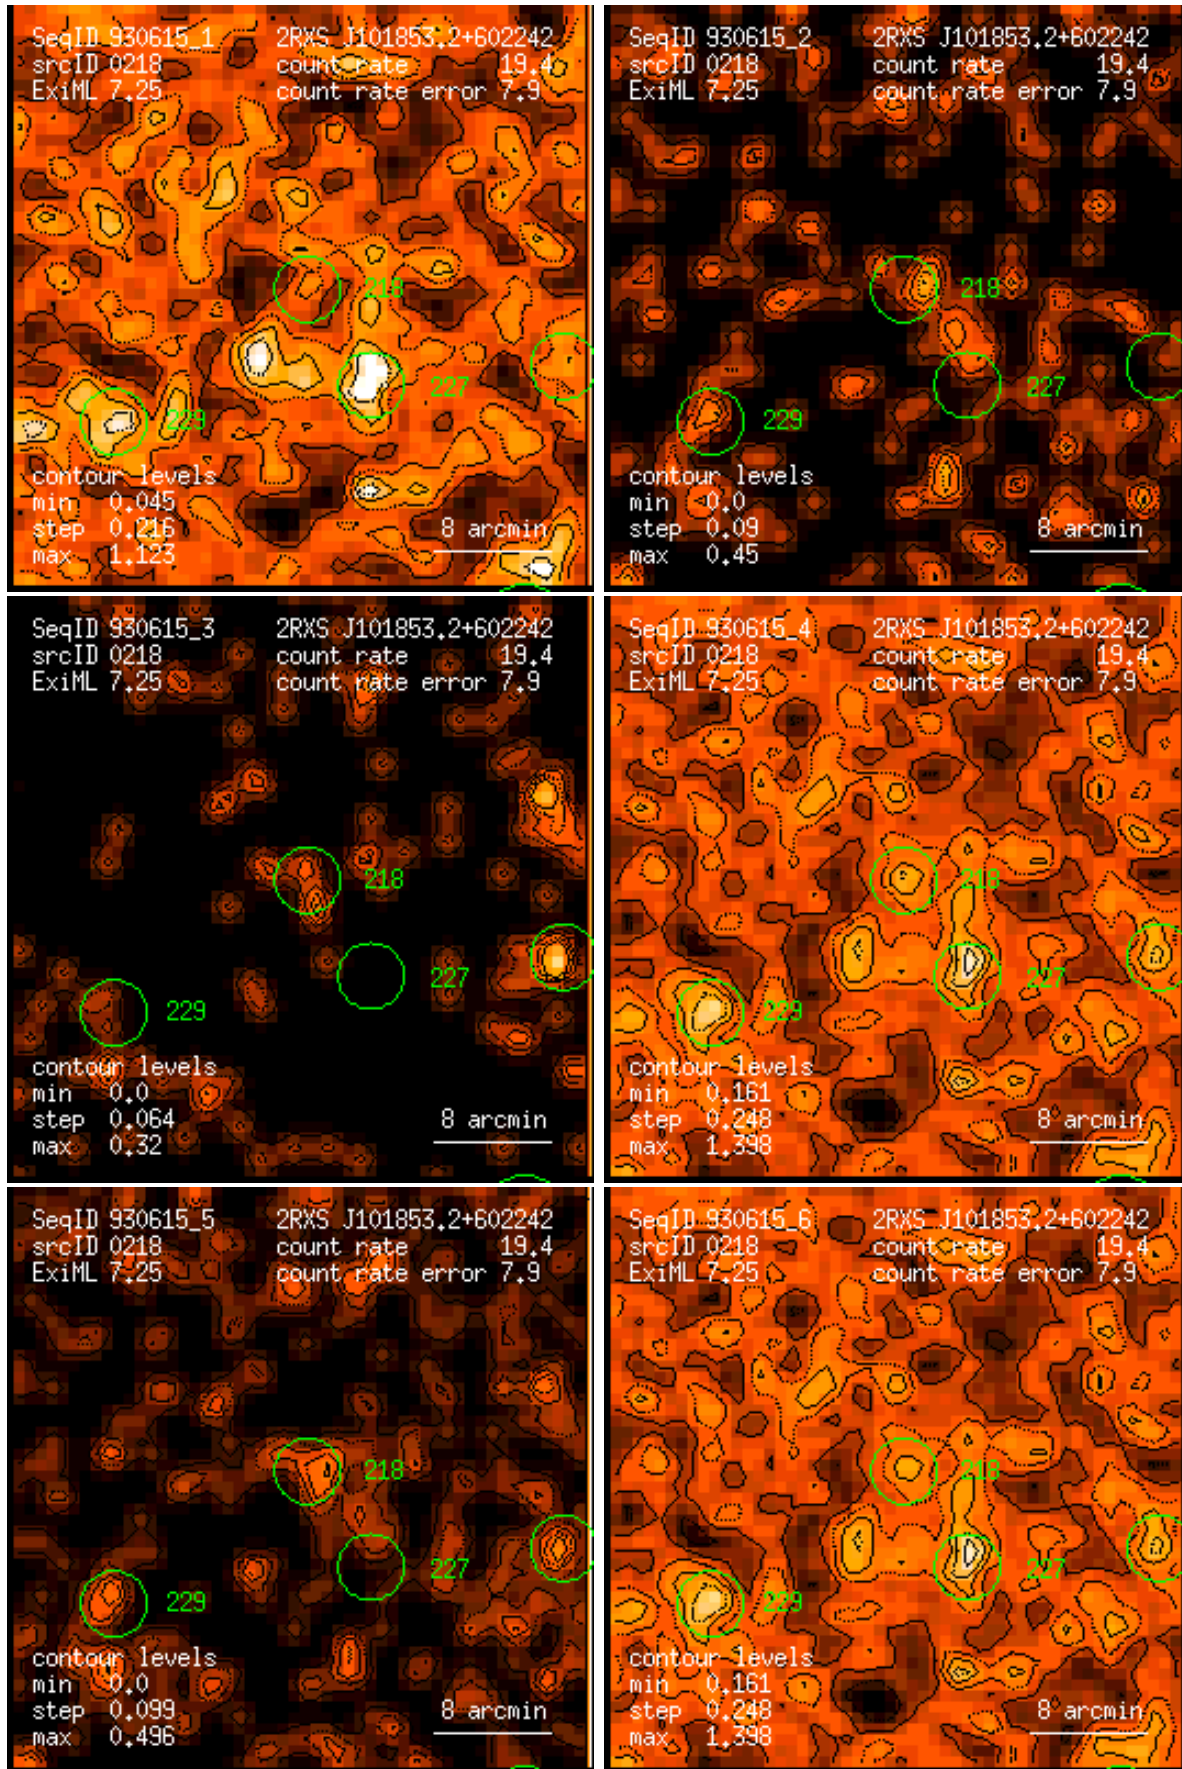 SeqID 930615_1 2RXS J101853.2+602242
srcID 0218 count rate 19.4
ExiML 7.25 count rate error 7.9
218
227
229
contour levels
min 0.045
step 0.216 8 arcmin
max 1.123
SeqID 930615_2 2RXS J101853.2+602242
srcID 0218 count rate 19.4
ExiML 7.25 count rate error 7.9
218
227
229
contour levels
min 0.0
step 0.09 8 arcmin
max 0.45
SeqID 930615_3 2RXS J101853.2+602242
srcID 0218 count rate 19.4
ExiML 7.25 count rate error 7.9
218
227
229
contour levels
min 0.0
step 0.064 8 arcmin
max 0.32
SeqID 930615_4 2RXS J101853.2+602242
srcID 0218 count rate 19.4
ExiML 7.25 count rate error 7.9
218
227
229
contour levels
min 0.161
step 0.248 8 arcmin
max 1.398
SeqID 930615_5 2RXS J101853.2+602242
srcID 0218 count rate 19.4
ExiML 7.25 count rate error 7.9
218
227
229
contour levels
min 0.0
step 0.099 8 arcmin
max 0.496
SeqID 930615_6 2RXS J101853.2+602242
srcID 0218 count rate 19.4
ExiML 7.25 count rate error 7.9
218
227
229
contour levels
min 0.161
step 0.248 8 arcmin
max 1.398